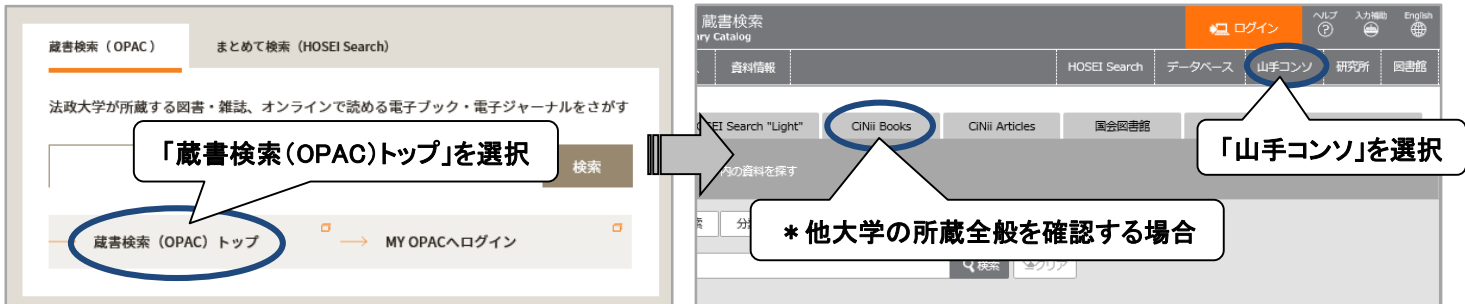 蔵書検索（OPAC）
まとめて検索（HOSEI Search）
法政大学が所蔵する図書・雑誌、オンラインで読める電子ブック・電子ジャーナルをさがす
「蔵書検索（OPAC）トップ」を選択
検索
蔵書検索（OPAC）トップ
MY OPACへログイン
蔵書検索
ry Catalog
ログイン
ヘルプ
入力補助
English
資料情報
HOSEI Search
データベース
山手コンソ
研究所
図書館
SEI Search "Light"
CiNii Books
CiNii Articles
国会図書館
「山手コンソ」を選択
内の資料を探す
＊他大学の所蔵全般を確認する場合
検索
クリア